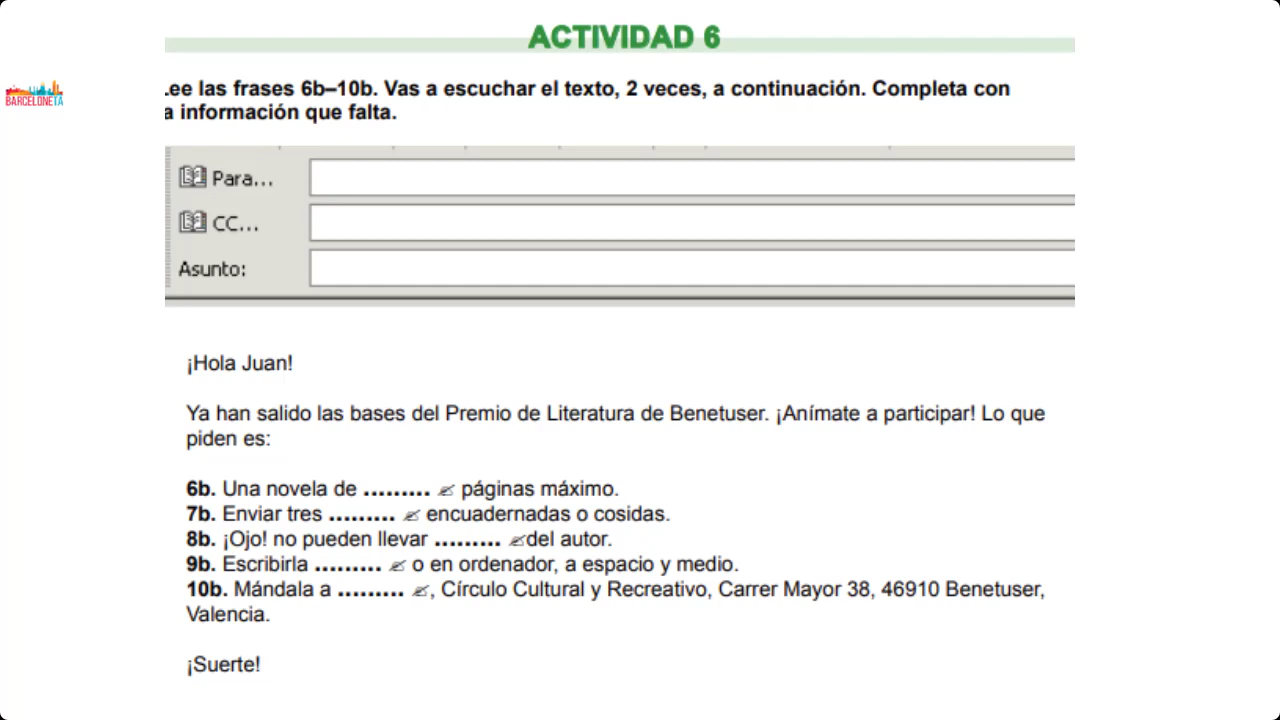 ACTIVIDAD 6
BARCELONETA
Lee las frases 6b–10b. Vas a escuchar el texto, 2 veces, a continuación. Completa con
a información que falta.
Para...
CC...
Asunto:
¡Hola Juan!
Ya han salido las bases del Premio de Literatura de Benetuser. ¡Anímate a participar! Lo que
piden es:
6b. Una novela de ......... ✍ páginas máximo.
7b. Enviar tres ......... ✍ encuadernadas o cosidas.
8b. ¡Ojo! no pueden llevar ......... ✍del autor.
9b. Escribirla ......... ✍ o en ordenador, a espacio y medio.
10b. Mándala a ......... ✍, Círculo Cultural y Recreativo, Carrer Mayor 38, 46910 Benetuser,
Valencia.
¡Suerte!